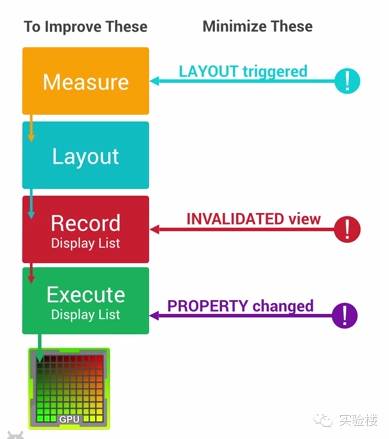 To Improve These
Minimize These
Measure
LAYOUT triggered
!
Layout
Record
Display List
INVALIDATED view
!
Execute
Display List
PROPERTY changed
!
GPU
实验楼